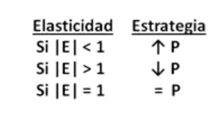 Elasticidad Estrategia
Si |E| < 1 ↑ P
Si |E| > 1 ↓ P
Si |E| = 1 = P